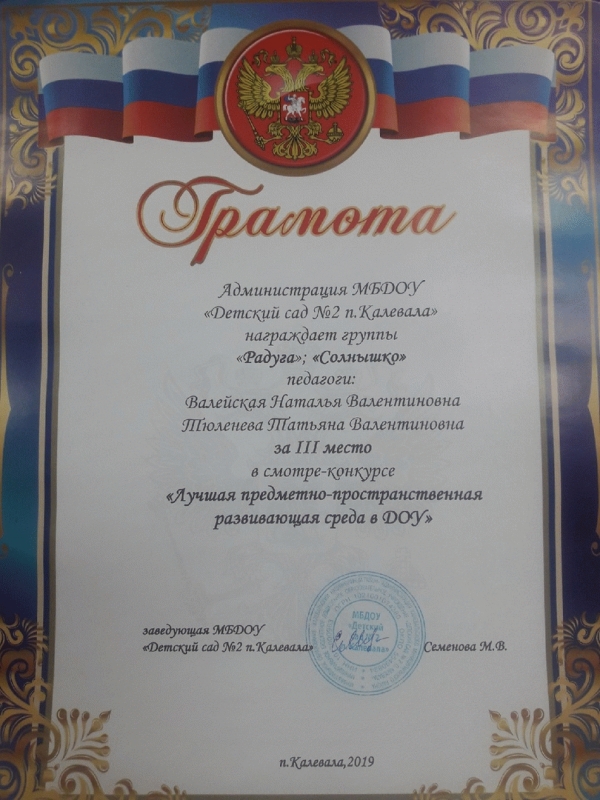 Грамота
Администрация МБДОУ
«Детский сад №2 п.Калевала»
награждает группы
«Радуга»; «Солнышко»
педагоги:
Валейская Наталья Валентиновна
Тюленева Татьяна Валентиновна
за III место
в смотре-конкурсе
«Лучшая предметно-пространственная
развивающая среда в ДОУ»
заведующая МБДОУ
«Детский сад №2 п.Калевала»
Семенова М.В.
МБДОУ
«Детский
п.Калевала,2019